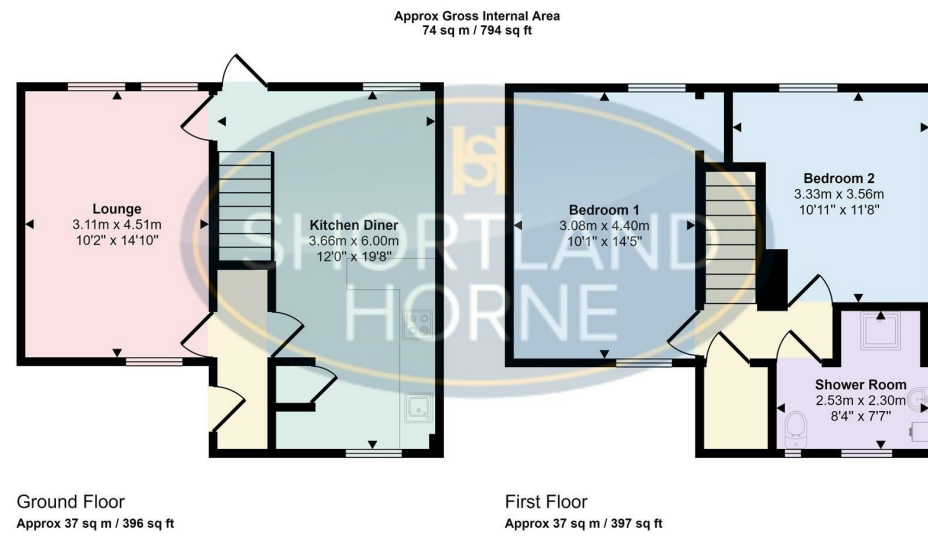 Approx Gross Internal Area
74 sq m / 794 sq ft
Lounge
3.11m x 4.51m
10'2" x 14'10"
Kitchen Diner
3.66m x 6.00m
12'0" x 19'8"
Bedroom 1
3.08m x 4.40m
10'1" x 14'5"
Bedroom 2
3.33m x 3.56m
10'11" x 11'8"
Shower Room
2.53m x 2.30m
8'4" x 7'7"
SHORTLAND
HORNE
Ground Floor
Approx 37 sq m / 396 sq ft
First Floor
Approx 37 sq m / 397 sq ft